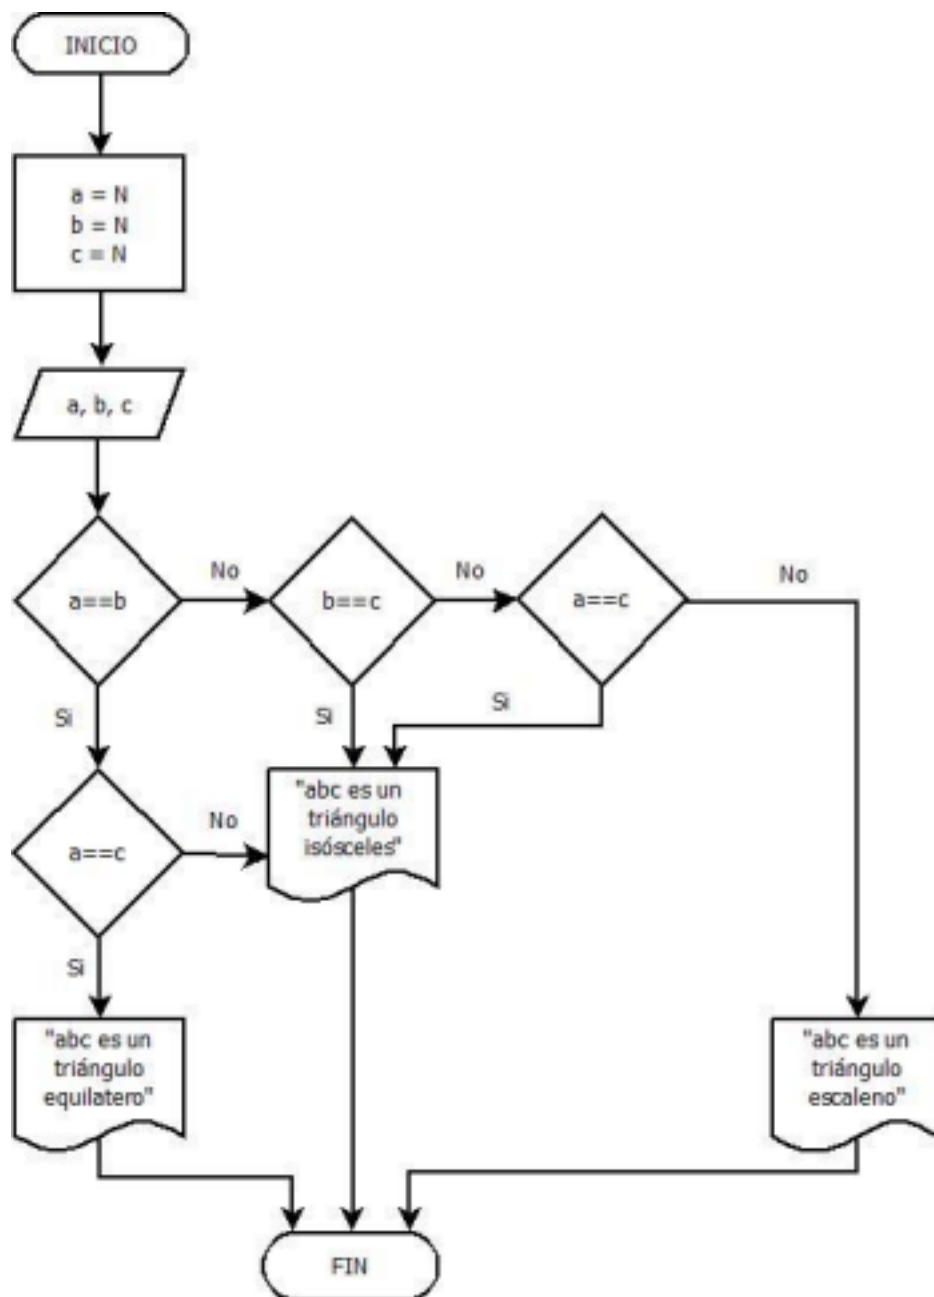 INICIO
a = N
b = N
c = N
a, b, c
a==b
No
b==c
No
a==c
No
Si
Si
Si
a==c
No
"abc es un
triángulo
isósceles"
Si
"abc es un
triángulo
equilatero"
"abc es un
triángulo
escaleno"
FIN